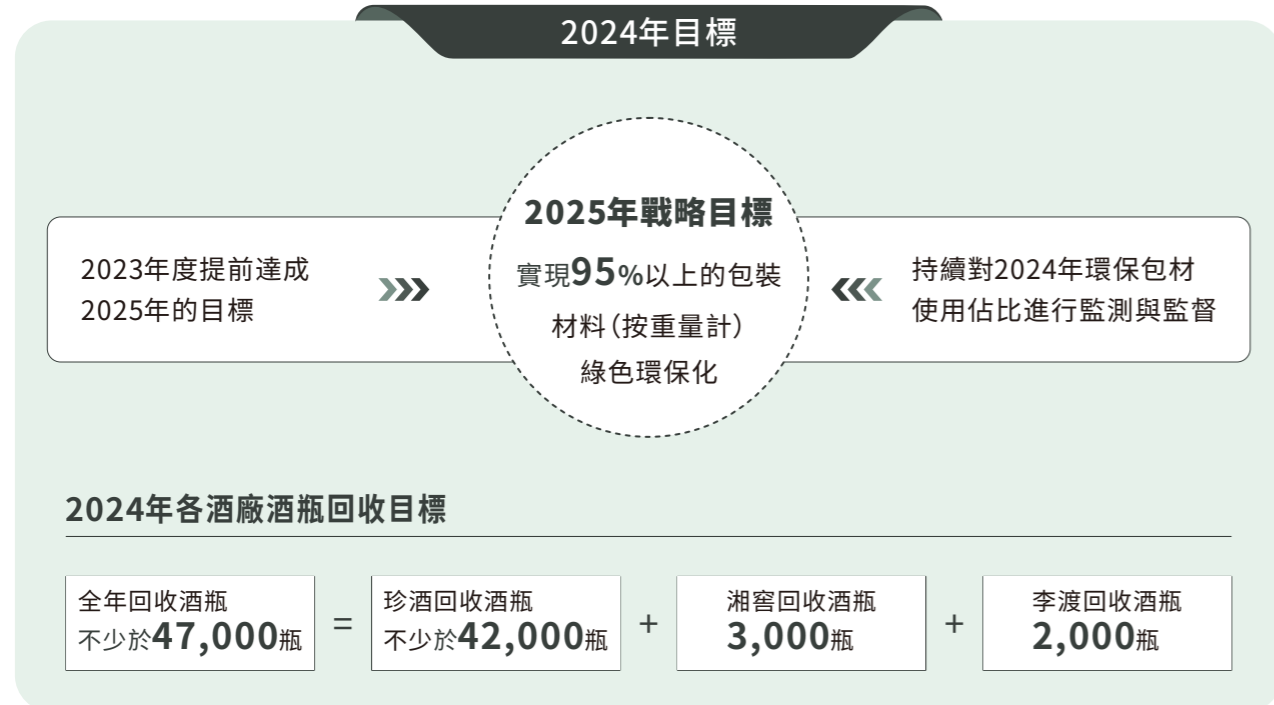 2024年目標
2023年度提前達成
2025年的目標
2025年戰略目標
實現95%以上的包裝
材料(按重量計)
綠色環保化
持續對2024年環保包材
使用佔比進行監測與監督
2024年各酒廠酒瓶回收目標
全年回收酒瓶
不少於47,000瓶
=
珍酒回收酒瓶
不少於42,000瓶
+
湘窖回收酒瓶
3,000瓶
+
李渡回收酒瓶
2,000瓶